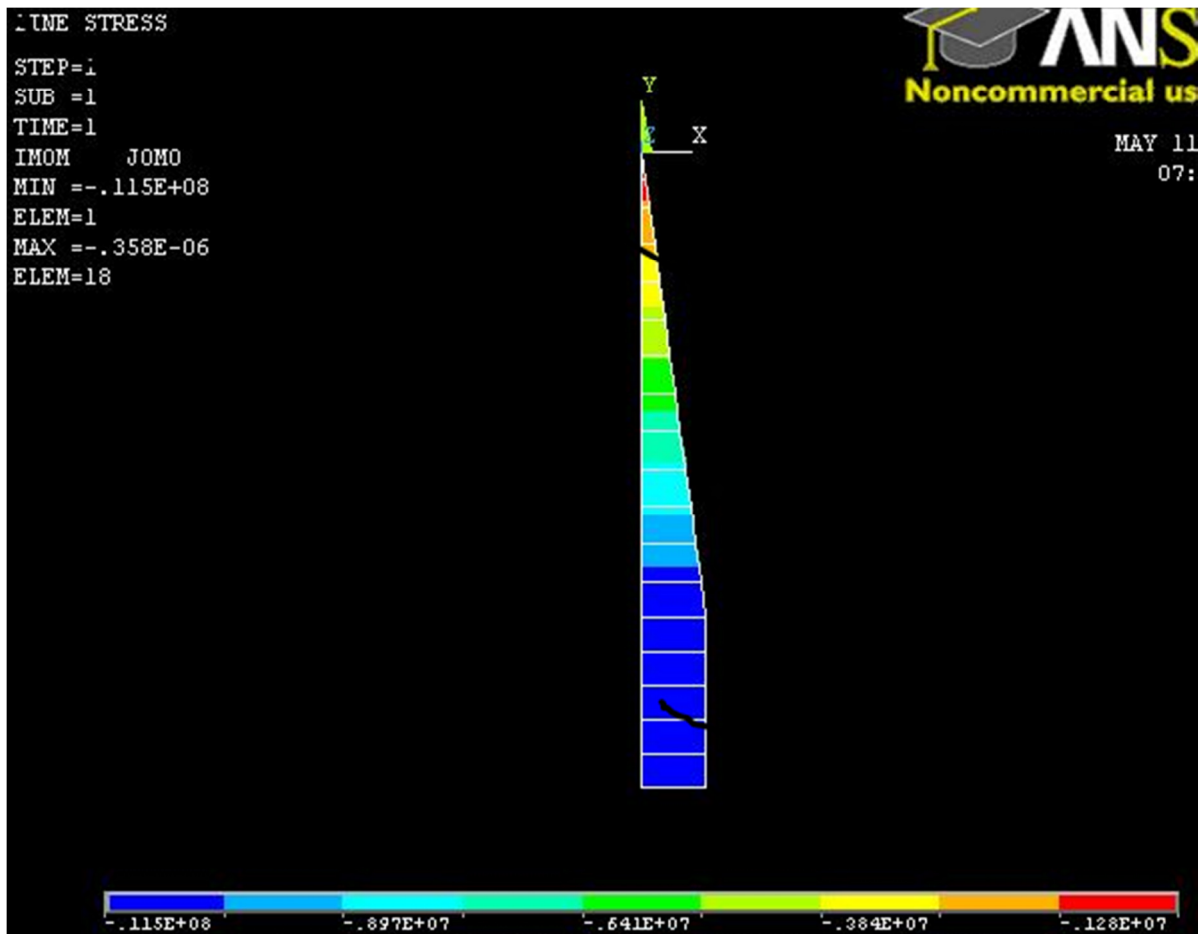 LINE STRESS
STEP=1
SUB =1
TIME=1
IMOM JOMO
MIN =-.115E+08
ELEM=1
MAX =-.358E-06
ELEM=18
Y
Z X
ANS
Noncommercial us
MAY 11
07:
-.115E+08 -.897E+07 -.641E+07 -.384E+07 -.128E+07